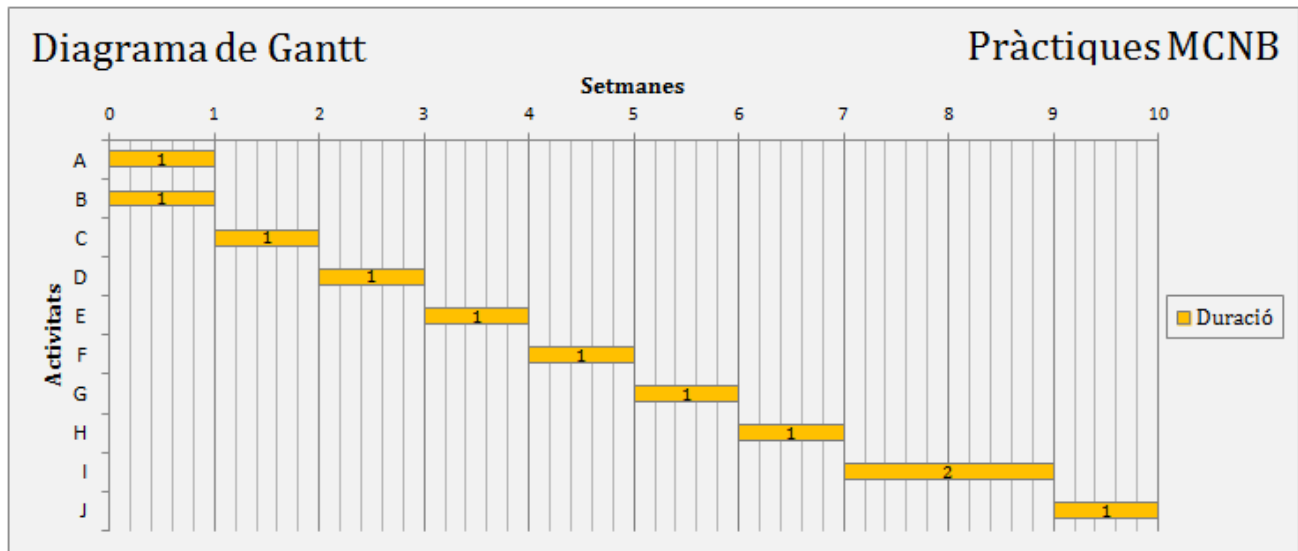 Diagrama de Gantt
Pràctiques MCNB
Setmanes
0 1 2 3 4 5 6 7 8 9 10
Activitats
A 1
B 1
C 1
D 1
E 1
F 1
G 1
H 1
I 2
J 1
Duració